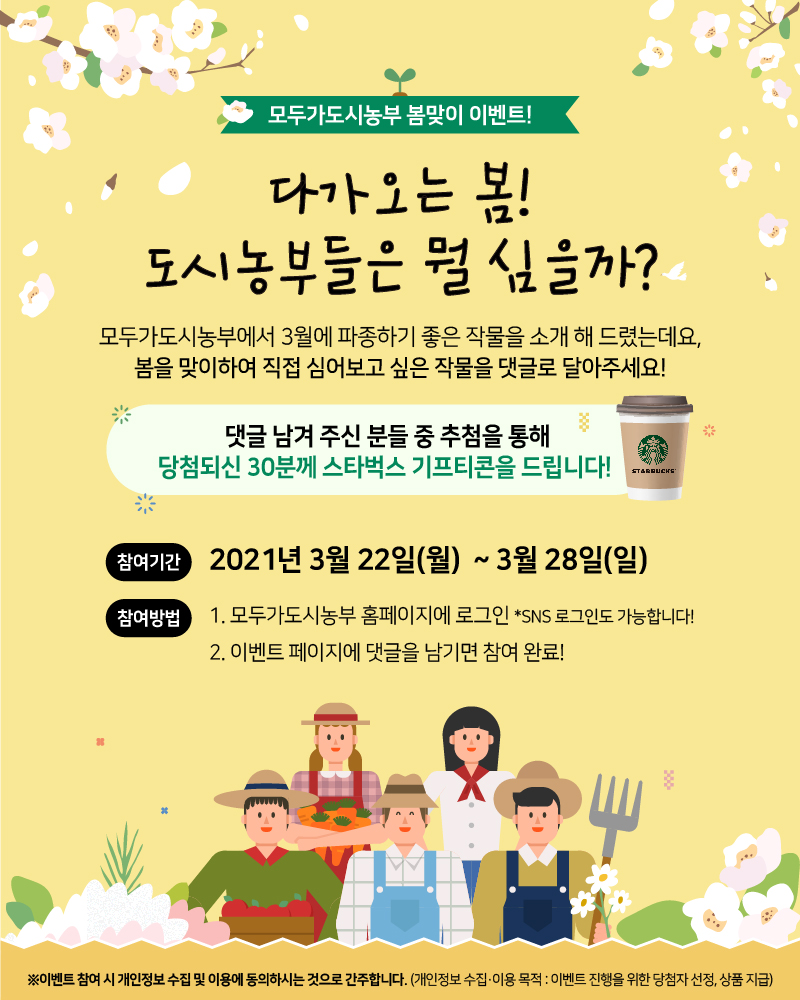 모두가도시농부 봄맞이 이벤트!
다가오는 봄!
도시농부들은 뭘 심을까?
모두가도시농부에서 3월에 파종하기 좋은 작물을 소개 해 드렸는데요,
봄을 맞이하여 직접 심어보고 싶은 작물을 댓글로 달아주세요!
댓글 남겨 주신 분들 중 추첨을 통해
당첨되신 30분께 스타벅스 기프티콘을 드립니다!
STARBUCKS
참여기간 2021년 3월 22일(월) ~ 3월 28일(일)
참여방법 1. 모두가도시농부 홈페이지에 로그인 *SNS 로그인도 가능합니다!
2. 이벤트 페이지에 댓글을 남기면 참여 완료!
※이벤트 참여 시 개인정보 수집 및 이용에 동의하시는 것으로 간주합니다. (개인정보 수집·이용 목적 : 이벤트 진행을 위한 당첨자 선정, 상품 지급)